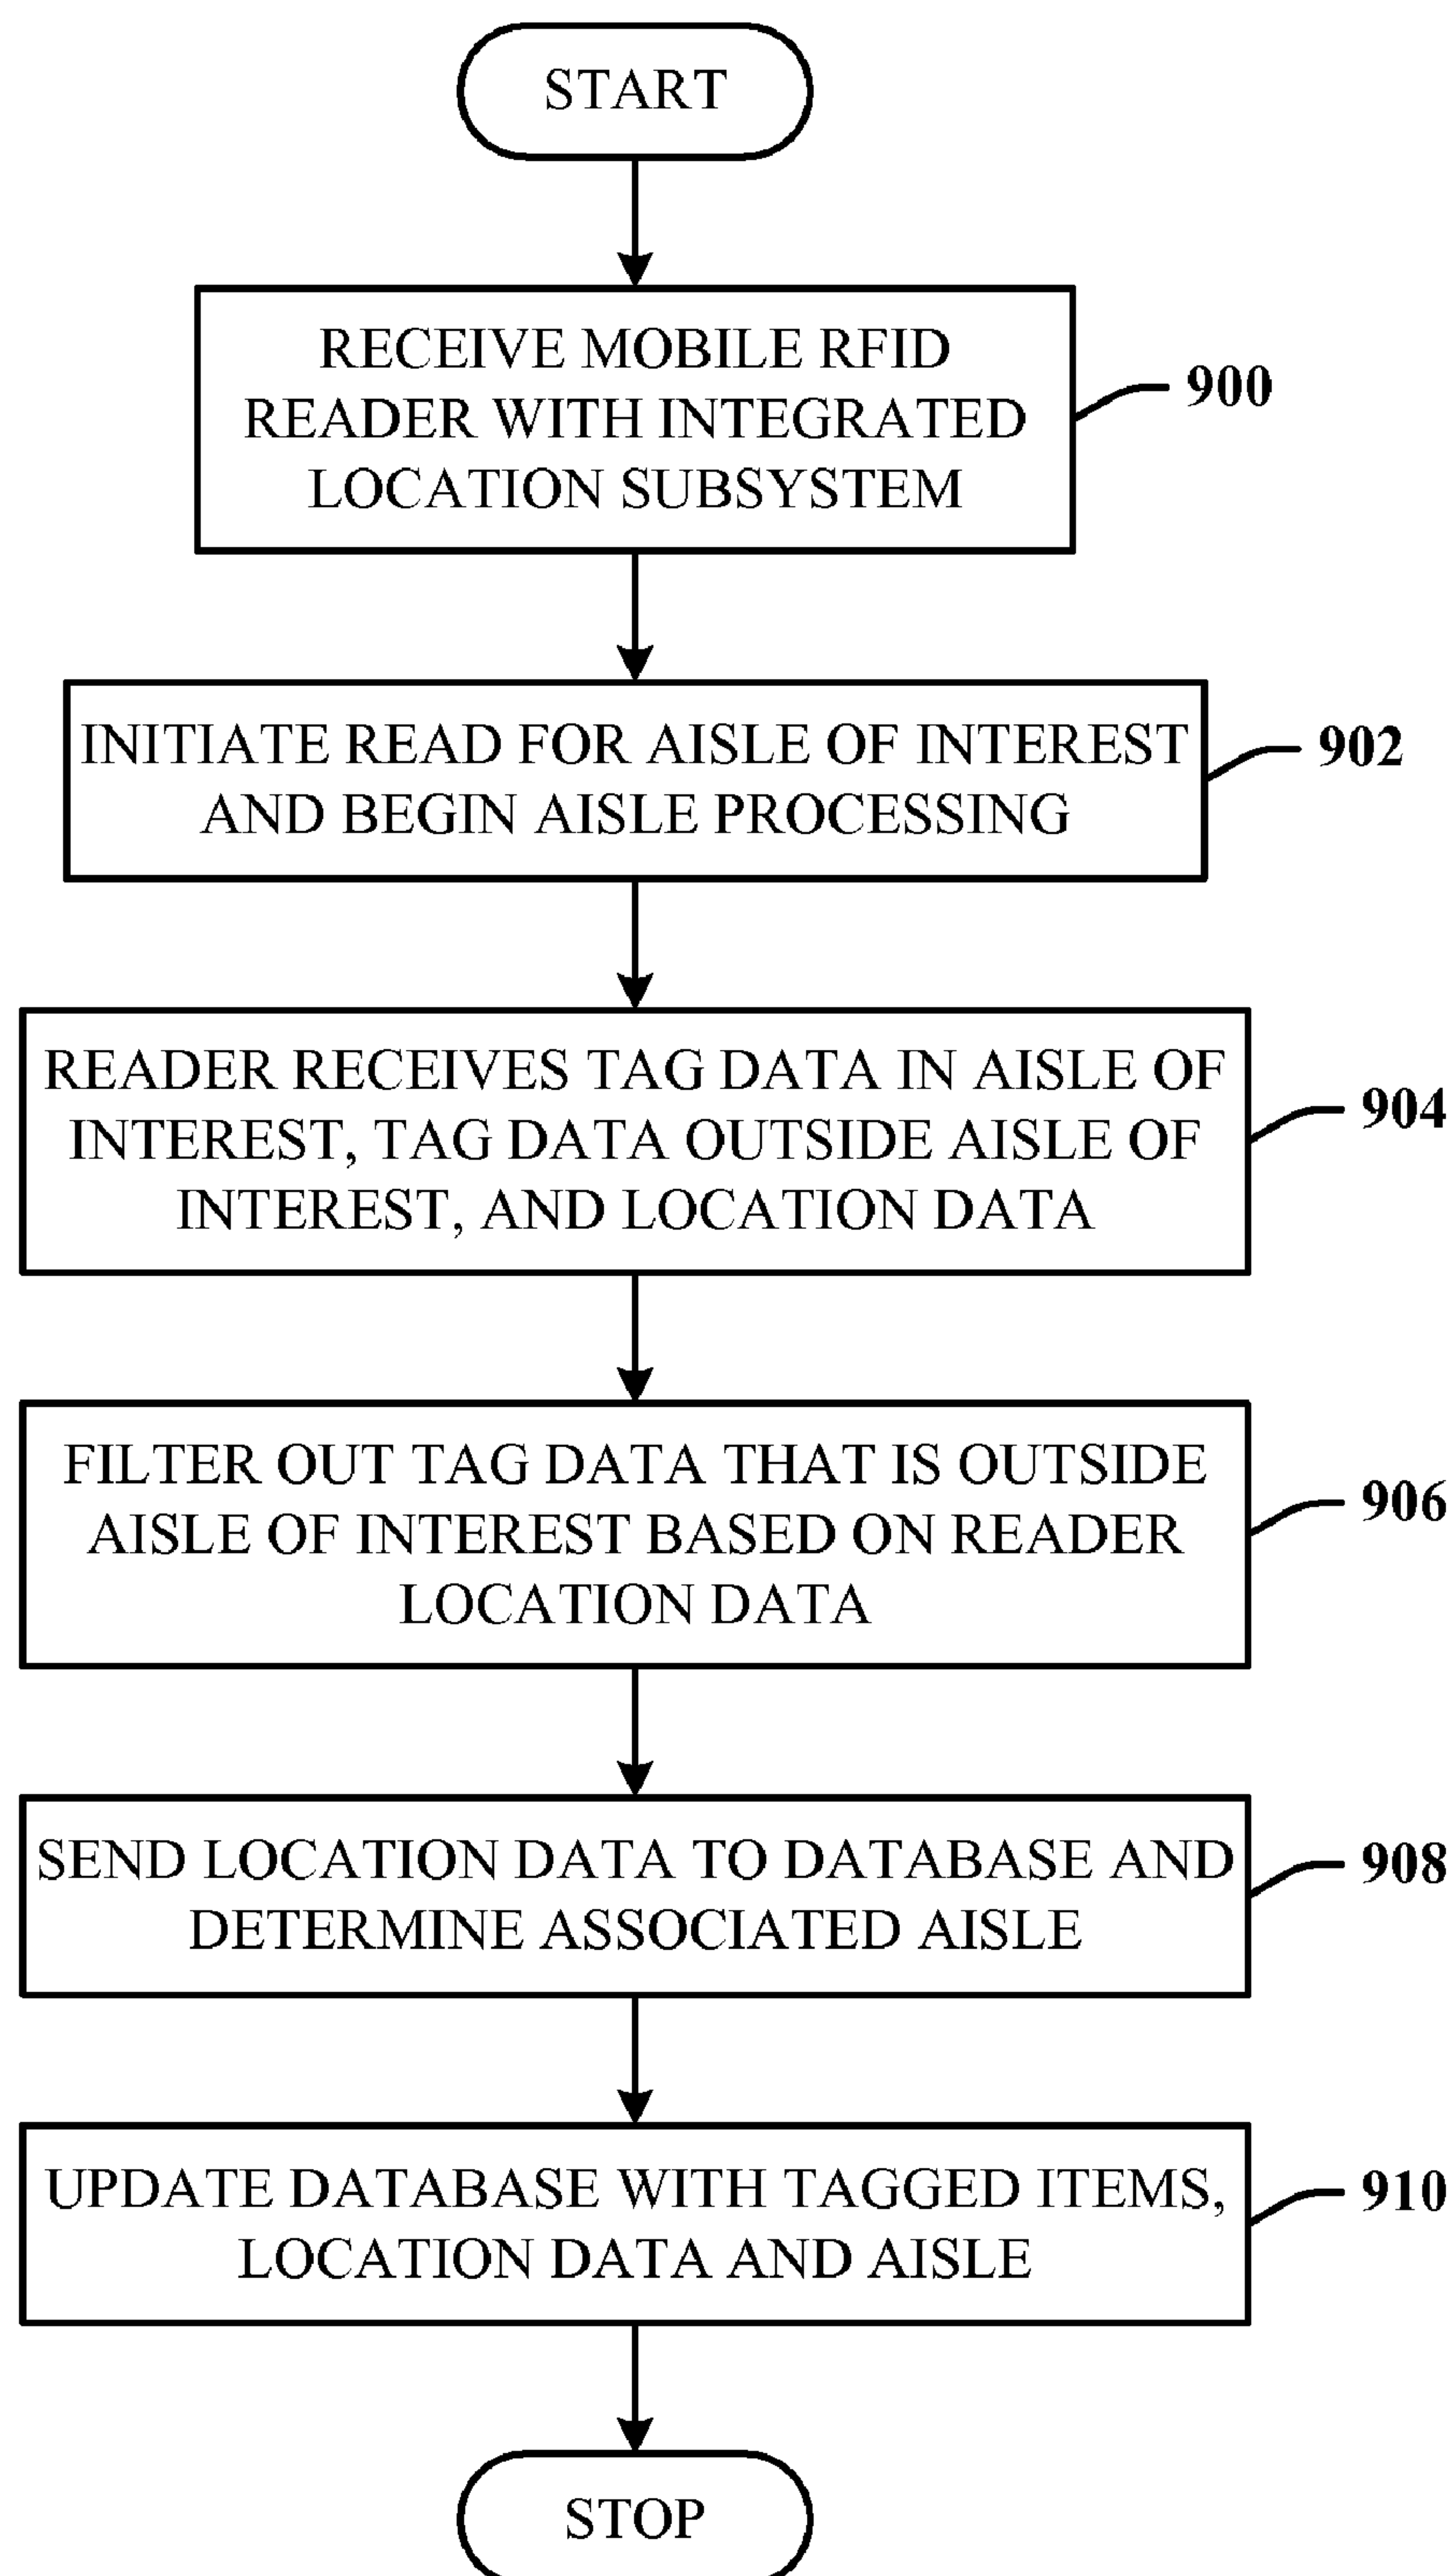 START
RECEIVE MOBILE RFID
READER WITH INTEGRATED
LOCATION SUBSYSTEM
900
INITIATE READ FOR AISLE OF INTEREST
AND BEGIN AISLE PROCESSING
902
READER RECEIVES TAG DATA IN AISLE OF
INTEREST, TAG DATA OUTSIDE AISLE OF
INTEREST, AND LOCATION DATA
904
FILTER OUT TAG DATA THAT IS OUTSIDE
AISLE OF INTEREST BASED ON READER
LOCATION DATA
906
SEND LOCATION DATA TO DATABASE AND
DETERMINE ASSOCIATED AISLE
908
UPDATE DATABASE WITH TAGGED ITEMS,
LOCATION DATA AND AISLE
910
STOP